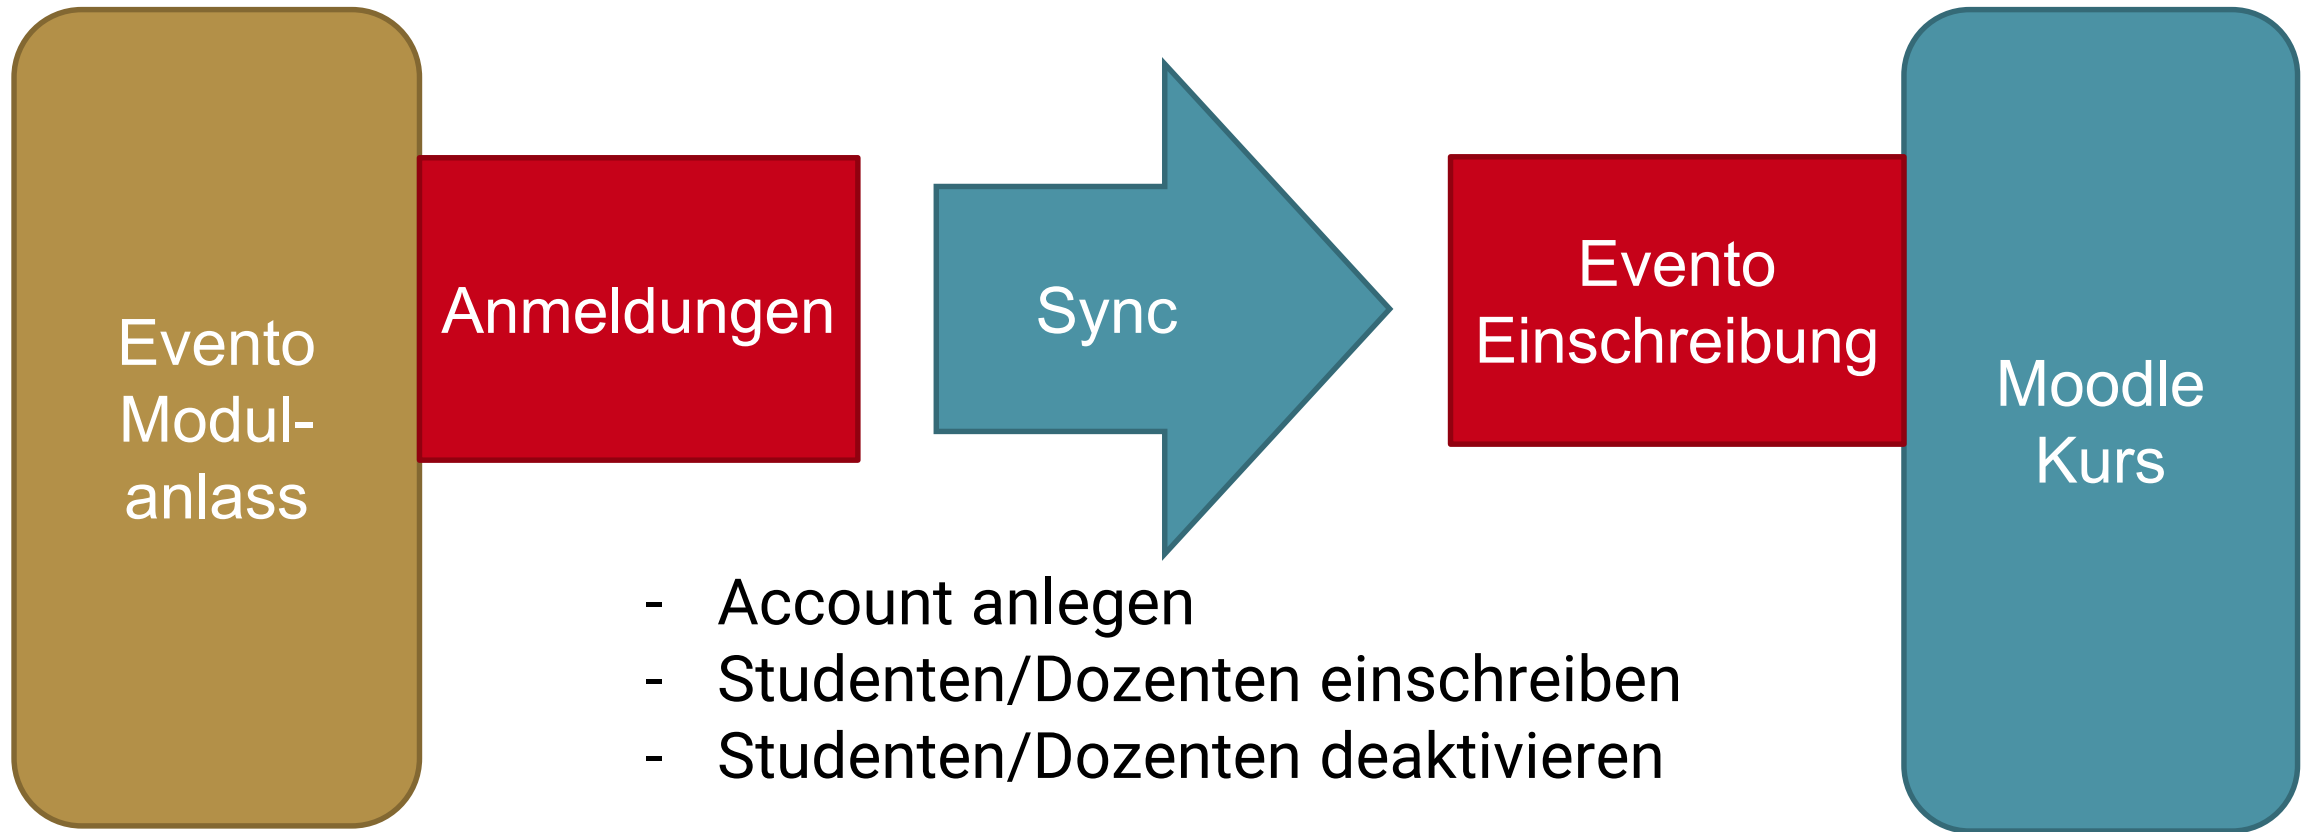 Evento
Modul-
anlass
Anmeldungen
Sync
Evento
Einschreibung
Moodle
Kurs
- Account anlegen
- Studenten/Dozenten einschreiben
- Studenten/Dozenten deaktivieren